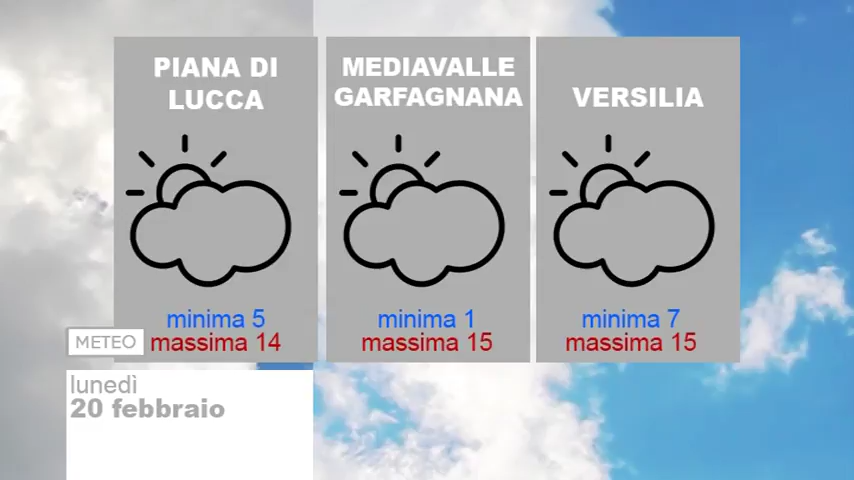 PIANA DI
LUCCA
minima 5
massima 14
MEDIAVALLE
GARFAGNANA
minima 1
massima 15
VERSILIA
minima 7
massima 15
METEO
lunedì
20 febbraio